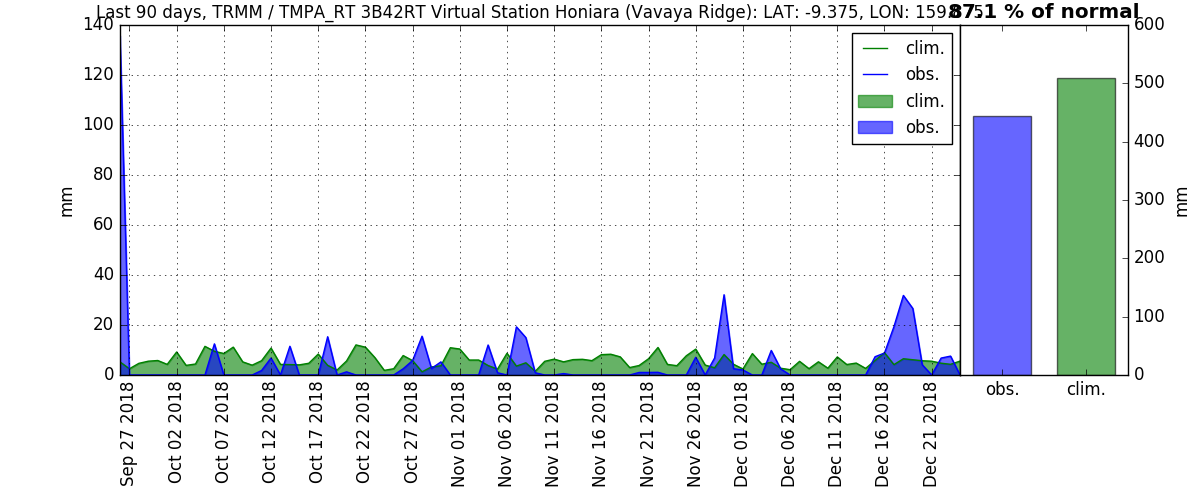 Last 90 days, TRMM / TMPA_RT 3B42RT Virtual Station Honiara (Vavaya Ridge): LAT: -9.375, LON: 159.875
87.1 % of normal
140
120
100
80
60
40
20
0
mm
clim.
obs.
clim.
obs.
Sep 27 2018
Oct 02 2018
Oct 07 2018
Oct 12 2018
Oct 17 2018
Oct 22 2018
Oct 27 2018
Nov 01 2018
Nov 06 2018
Nov 11 2018
Nov 16 2018
Nov 21 2018
Nov 26 2018
Dec 01 2018
Dec 06 2018
Dec 11 2018
Dec 16 2018
Dec 21 2018
600
500
400
300
200
100
0
mm
obs.
clim.